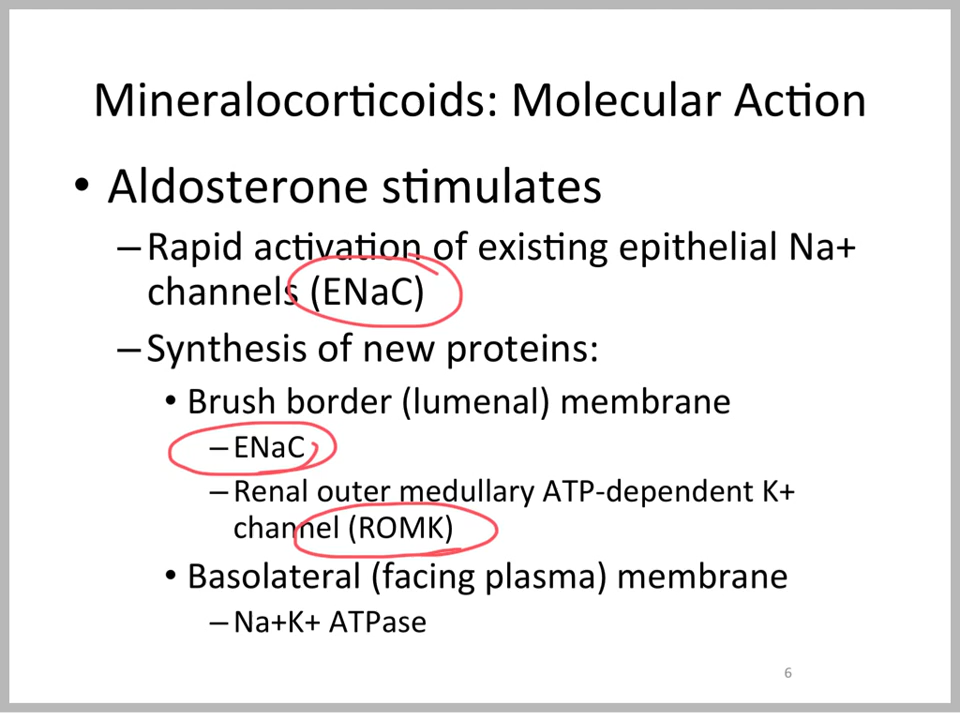 Mineralocorticoids: Molecular Action
• Aldosterone stimulates
– Rapid activation of existing epithelial Na+
channels (ENaC)
– Synthesis of new proteins:
• Brush border (lumenal) membrane
– ENaC
– Renal outer medullary ATP-dependent K+
channel (ROMK)
• Basolateral (facing plasma) membrane
– Na+K+ ATPase
6